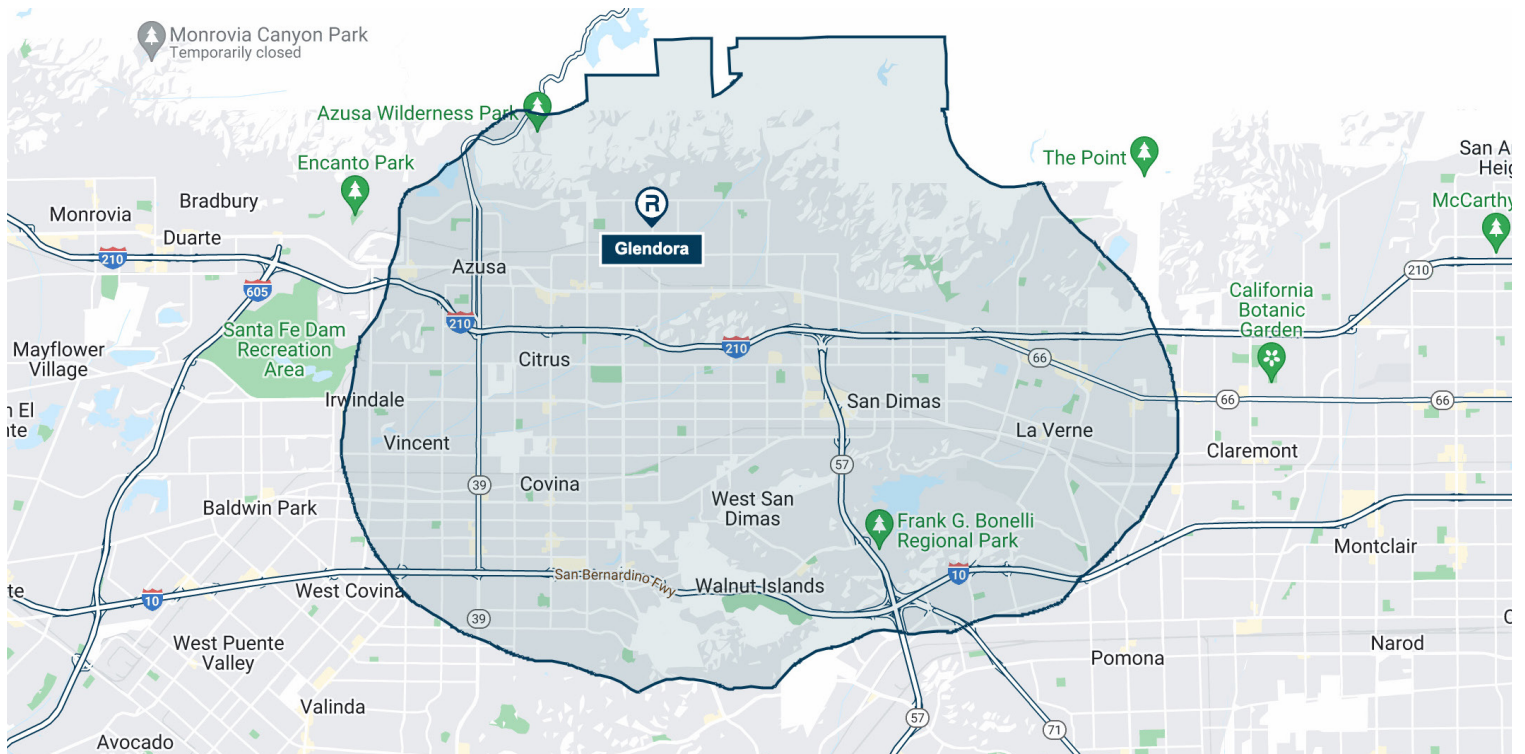 Monrovia Canyon Park
Temporarily closed
Azusa Wilderness Park
Encanto Park
The Point
San A
Heig
McCarthy
Bradbury
Monrovia
Duarte
R
Glendora
210
605
Azusa
210
210
210
California
Botanic
Garden
Santa Fe Dam
Recreation
Area
Mayflower
Village
Citrus
66
Irwindale
San Dimas
66
66
n El
nte
Vincent
La Verne
Claremont
57
39
Covina
West San
Dimas
Baldwin Park
Frank G. Bonelli
Regional Park
Montclair
San Bernardino Fwy
10
te
10
West Covina
Walnut Islands
39
C
West Puente
Valley
Narod
Pomona
Valinda
57
71
Avocado